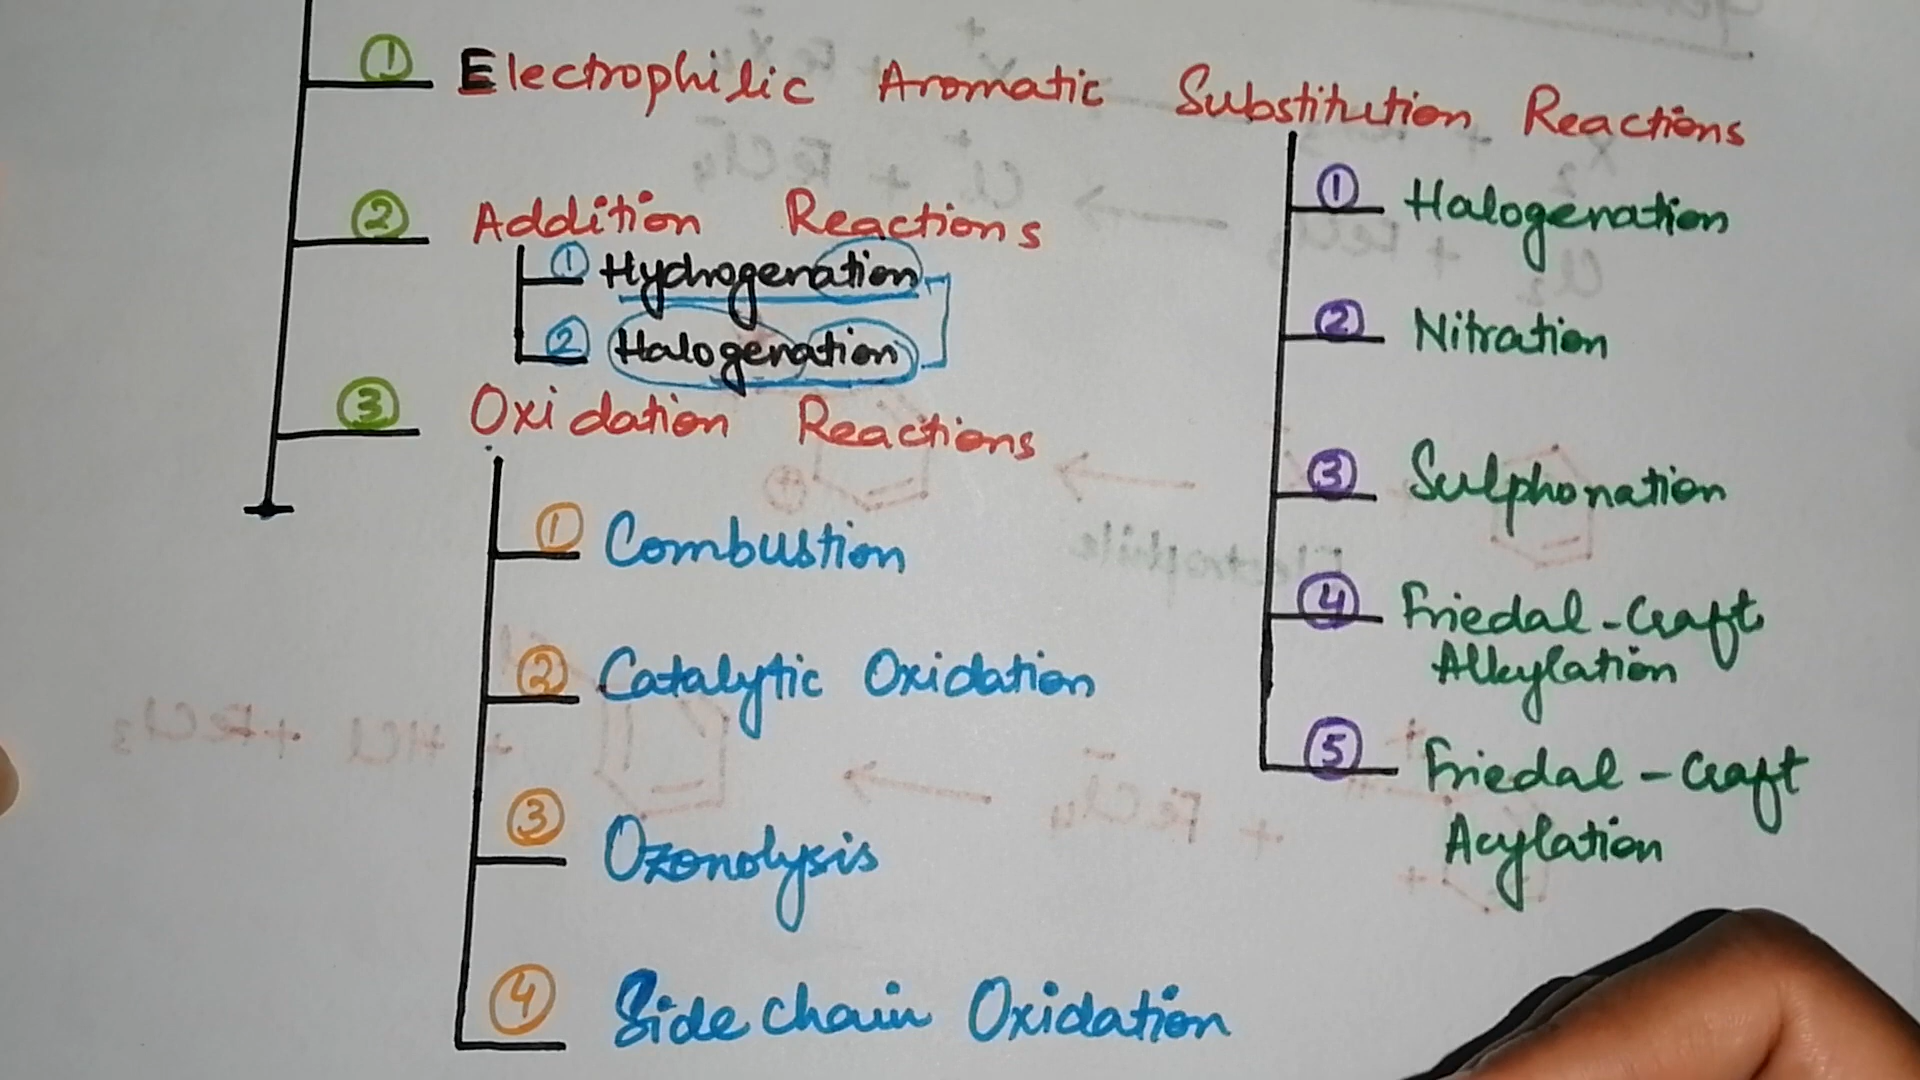 ① Electrophilic Aromatic Substitution Reactions
① Halogenation
② Nitration
③ Sulphonation
④ Friedal-Craft
Alkylation
⑤ Friedal-Craft
Acylation
② Addition Reactions
① Hydrogenation
② Halogenation
③ Oxidation Reactions
① Combustion
② Catalytic Oxidation
③ Ozonolysis
④ Side chain Oxidation